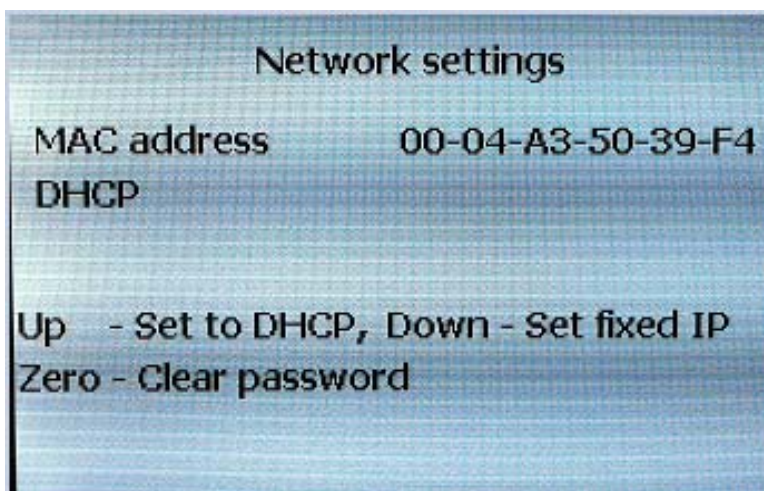 Network settings
MAC address 00-04-A3-50-39-F4
DHCP
Up - Set to DHCP, Down - Set fixed IP
Zero - Clear password